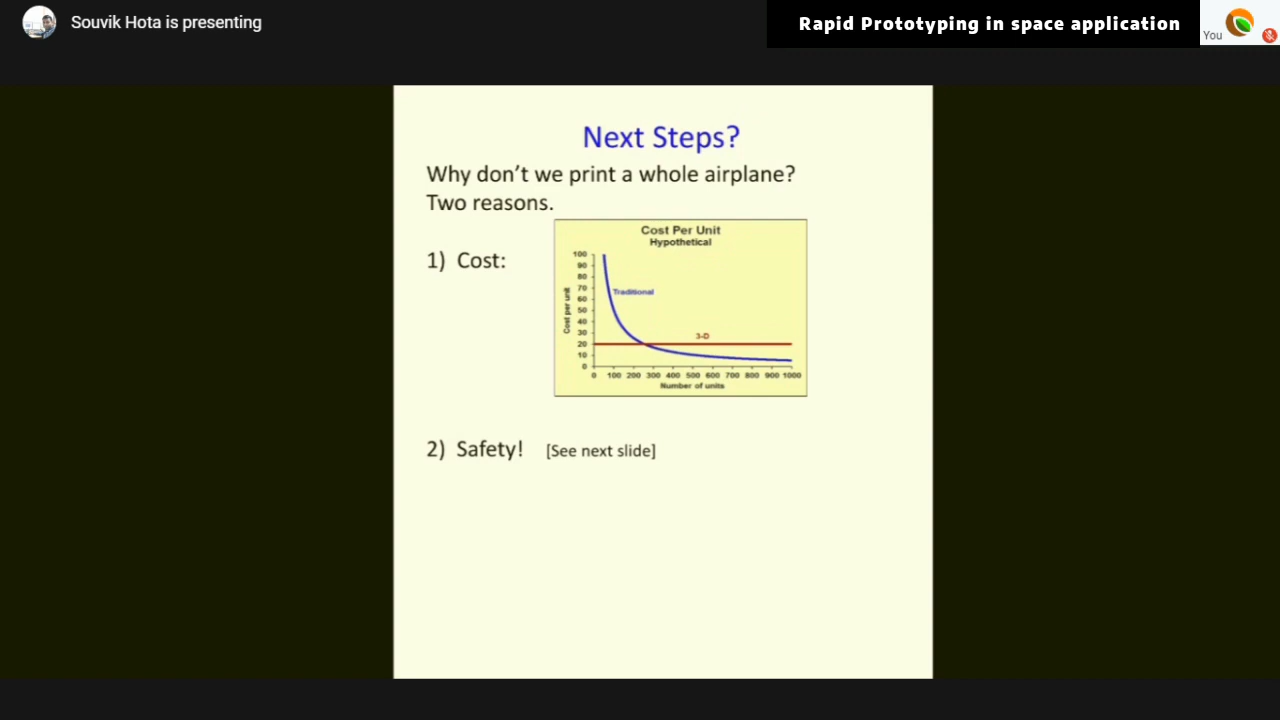 Souvik Hota is presenting
Rapid Prototyping in space application
You
Next Steps?
Why don't we print a whole airplane?
Two reasons.
1) Cost:
Cost Per Unit
Hypothetical
Cost per unit
100
90
80
70
60
50
40
30
20
10
0
Traditional
3-D
0 100 200 300 400 500 600 700 800 900 1000
Number of units
2) Safety! [See next slide]